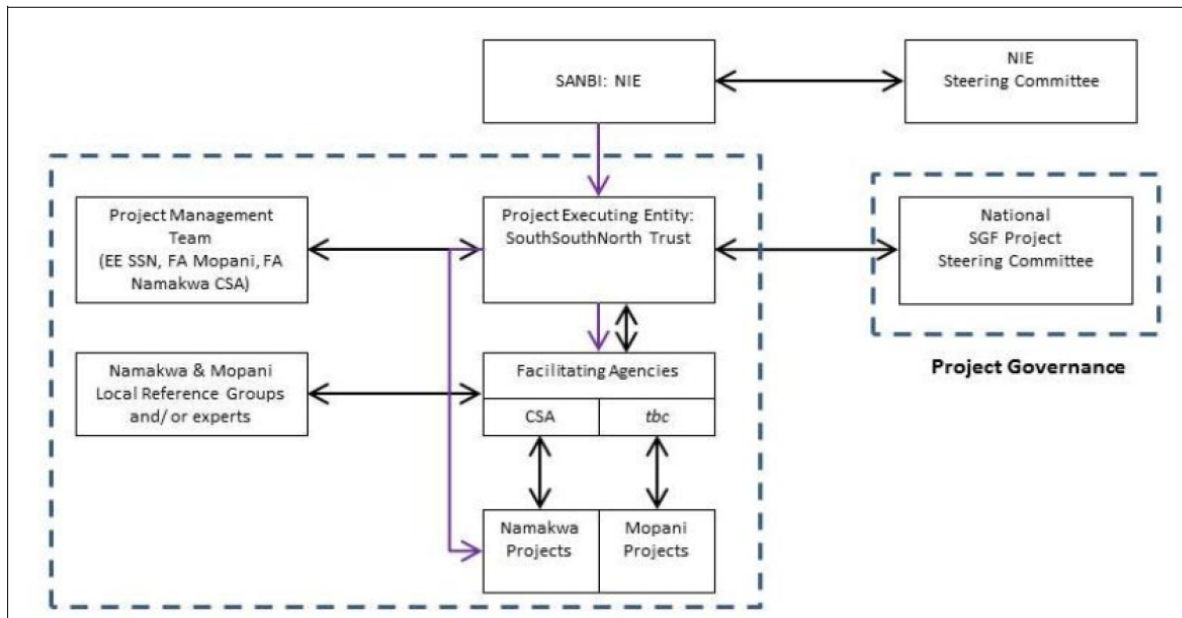 SANBI: NIE
NIE
Steering Committee
Project Management
Team
(EE SSN, FA Mopani, FA
Namakwa CSA)
Project Executing Entity:
SouthSouthNorth Trust
National
SGF Project
Steering Committee
Project Governance
Namakwa & Mopani
Local Reference Groups
and/ or experts
Facilitating Agencies
CSA
tbc
Namakwa
Projects
Mopani
Projects